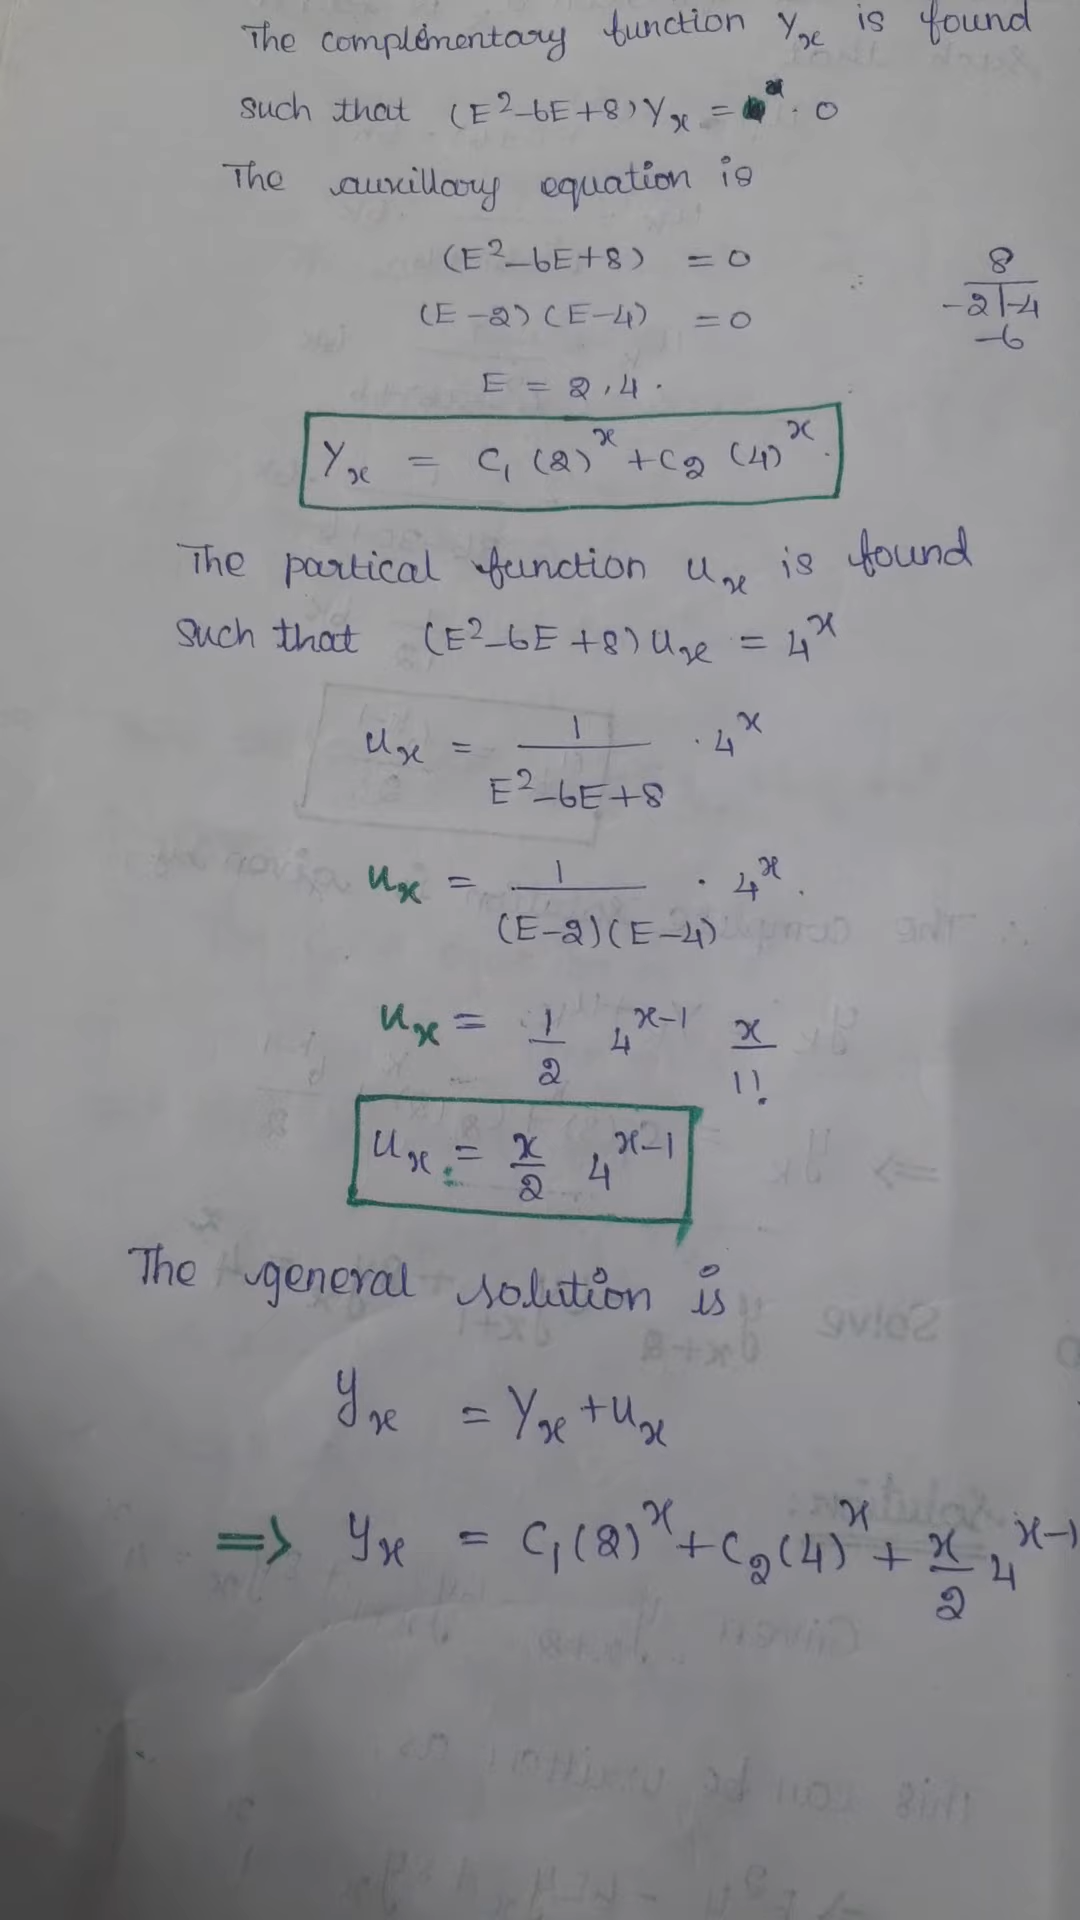 The complementary function Yx is found
such that (E²-6E+8)Yx = . 0
The auxillary equation is
(E²-6E+8) = 0
(E-2)(E-4) = 0
8
-2|-4
-6
E = 2,4.
Yx = C₁(2)^x + C₂(4)^x.
The partical function Ux is found
such that (E²-6E+8)Ux = 4^x
Ux = 1/(E²-6E+8) . 4^x
Ux = 1/((E-2)(E-4)) . 4^x.
Ux = 1/2 4^(x-1) x/1!
Ux = x/2 4^(x-1)
The general solution is
yx = Yx + Ux
⇒ yx = C₁(2)^x + C₂(4)^x + x/2 4^(x-1)